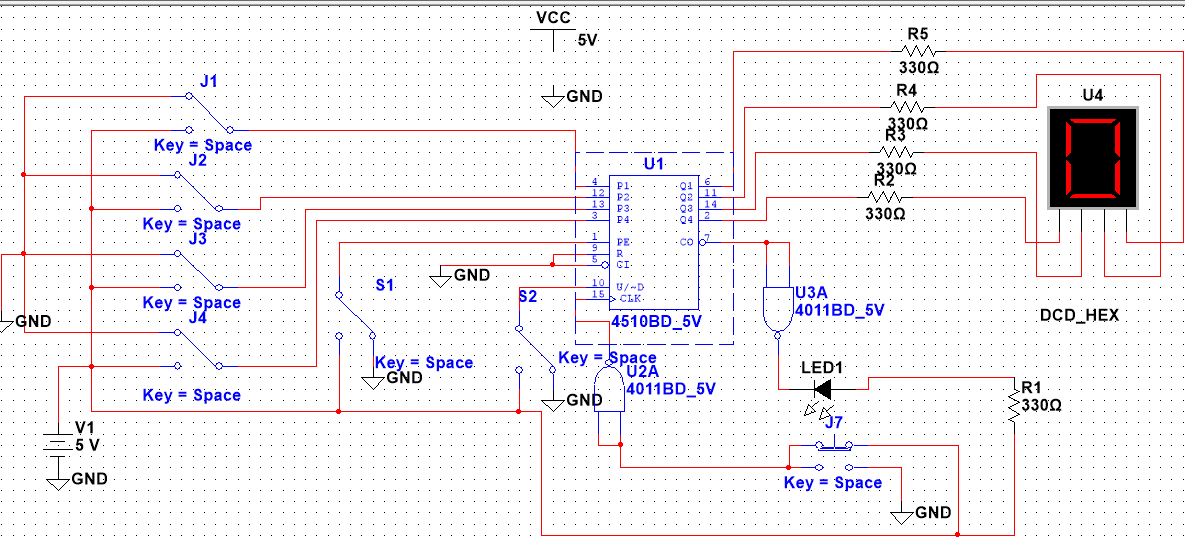 VCC
5V
GND
J1
Key = Space
J2
Key = Space
J3
Key = Space
J4
Key = Space
GND
V1
5 V
GND
S1
Key = Space
GND
GND
S2
Key = Space
GND
U1
4 P1
12 P2
13 P3
3 P4
1 PE
9 R
5 CI
10 U/~D
15 CLK
Q1 6
Q2 11
Q3 14
Q4 2
CO 7
4510BD_5V
U2A
4011BD_5V
U3A
4011BD_5V
R5
330Ω
R4
330Ω
R3
330Ω
R2
330Ω
U4
DCD_HEX
LED1
R1
330Ω
J7
Key = Space
GND